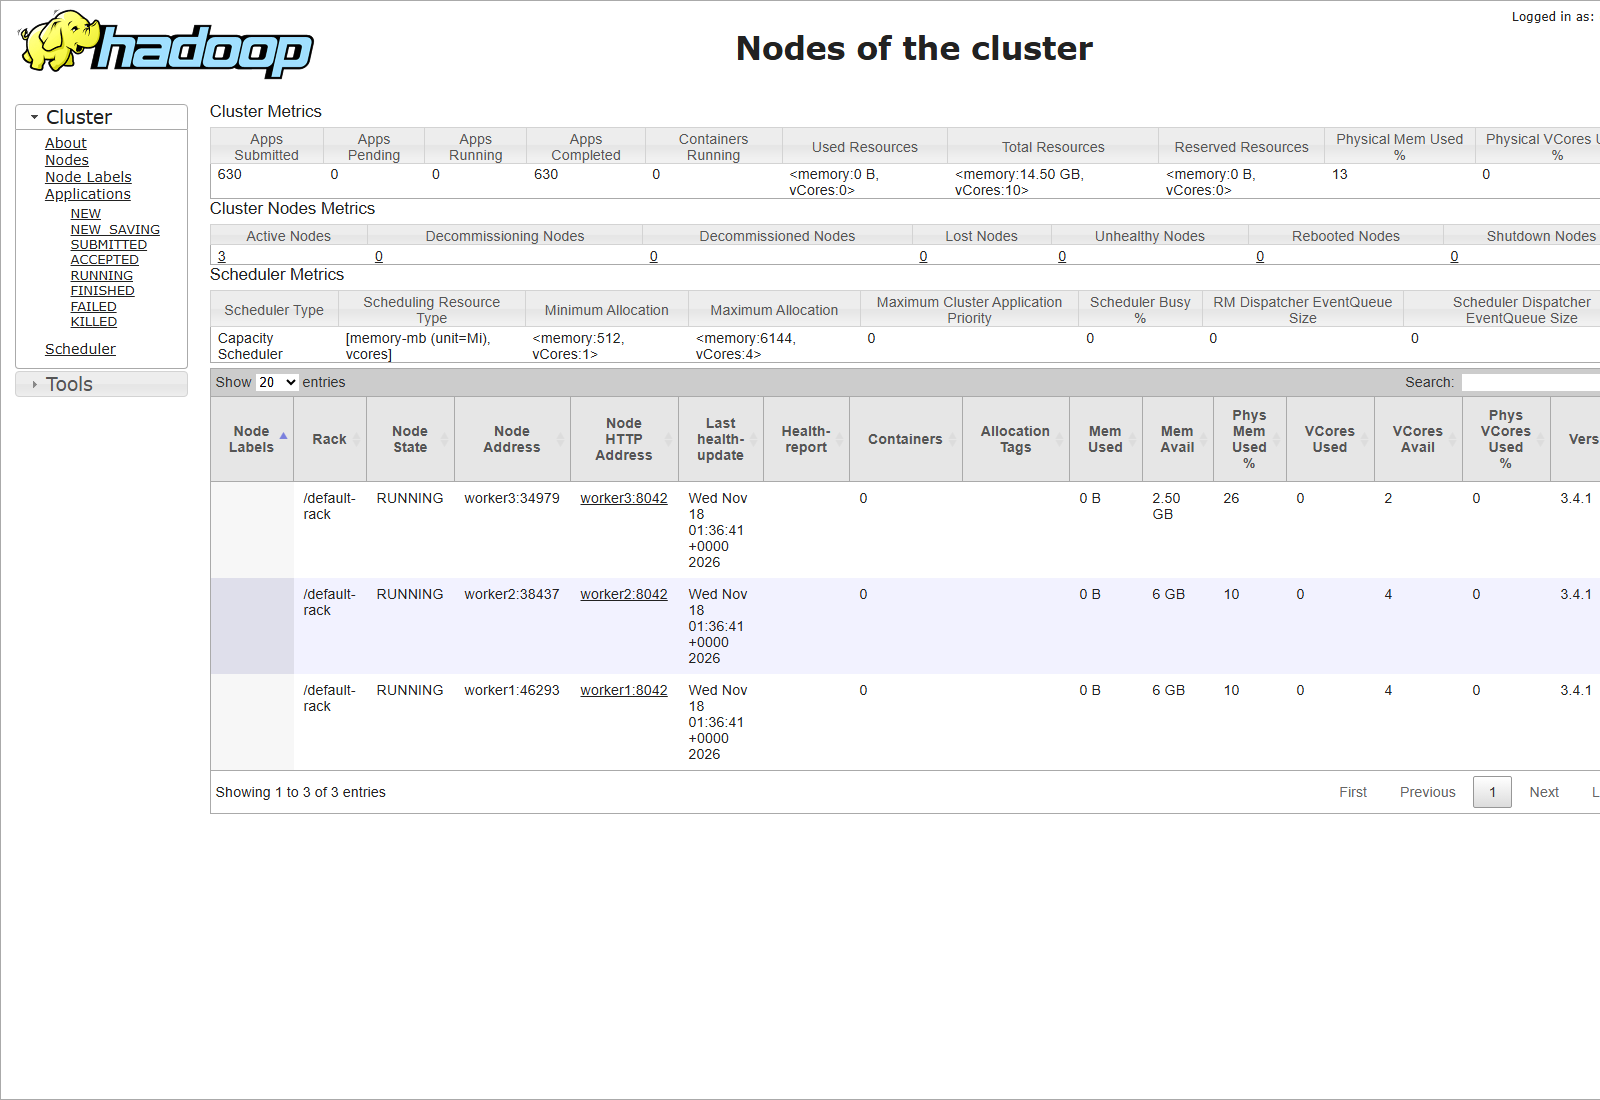 hadoop
Logged in as:
Nodes of the cluster
Cluster
About
Nodes
Node Labels
Applications
NEW
NEW_SAVING
SUBMITTED
ACCEPTED
RUNNING
FINISHED
FAILED
KILLED
Scheduler
Tools
Cluster Metrics
Apps Submitted Apps Pending Apps Running Apps Completed Containers Running Used Resources Total Resources Reserved Resources Physical Mem Used % Physical VCores U %
630 0 0 630 0 <memory:0 B, vCores:0> <memory:14.50 GB, vCores:10> <memory:0 B, vCores:0> 13 0
Cluster Nodes Metrics
Active Nodes Decommissioning Nodes Decommissioned Nodes Lost Nodes Unhealthy Nodes Rebooted Nodes Shutdown Nodes
3 0 0 0 0 0 0
Scheduler Metrics
Scheduler Type Scheduling Resource Type Minimum Allocation Maximum Allocation Maximum Cluster Application Priority Scheduler Busy % RM Dispatcher EventQueue Size Scheduler Dispatcher EventQueue Size
Capacity Scheduler [memory-mb (unit=Mi), vcores] <memory:512, vCores:1> <memory:6144, vCores:4> 0 0 0 0
Show 20 entries Search:
Node Labels Rack Node State Node Address Node HTTP Address Last health-update Health-report Containers Allocation Tags Mem Used Mem Avail Phys Mem Used % VCores Used VCores Avail Phys VCores Used % Vers
/default-rack RUNNING worker3:34979 worker3:8042 Wed Nov 18 01:36:41 +0000 2026 0 0 B 2.50 GB 26 0 2 0 3.4.1
/default-rack RUNNING worker2:38437 worker2:8042 Wed Nov 18 01:36:41 +0000 2026 0 0 B 6 GB 10 0 4 0 3.4.1
/default-rack RUNNING worker1:46293 worker1:8042 Wed Nov 18 01:36:41 +0000 2026 0 0 B 6 GB 10 0 4 0 3.4.1
Showing 1 to 3 of 3 entries First Previous 1 Next L